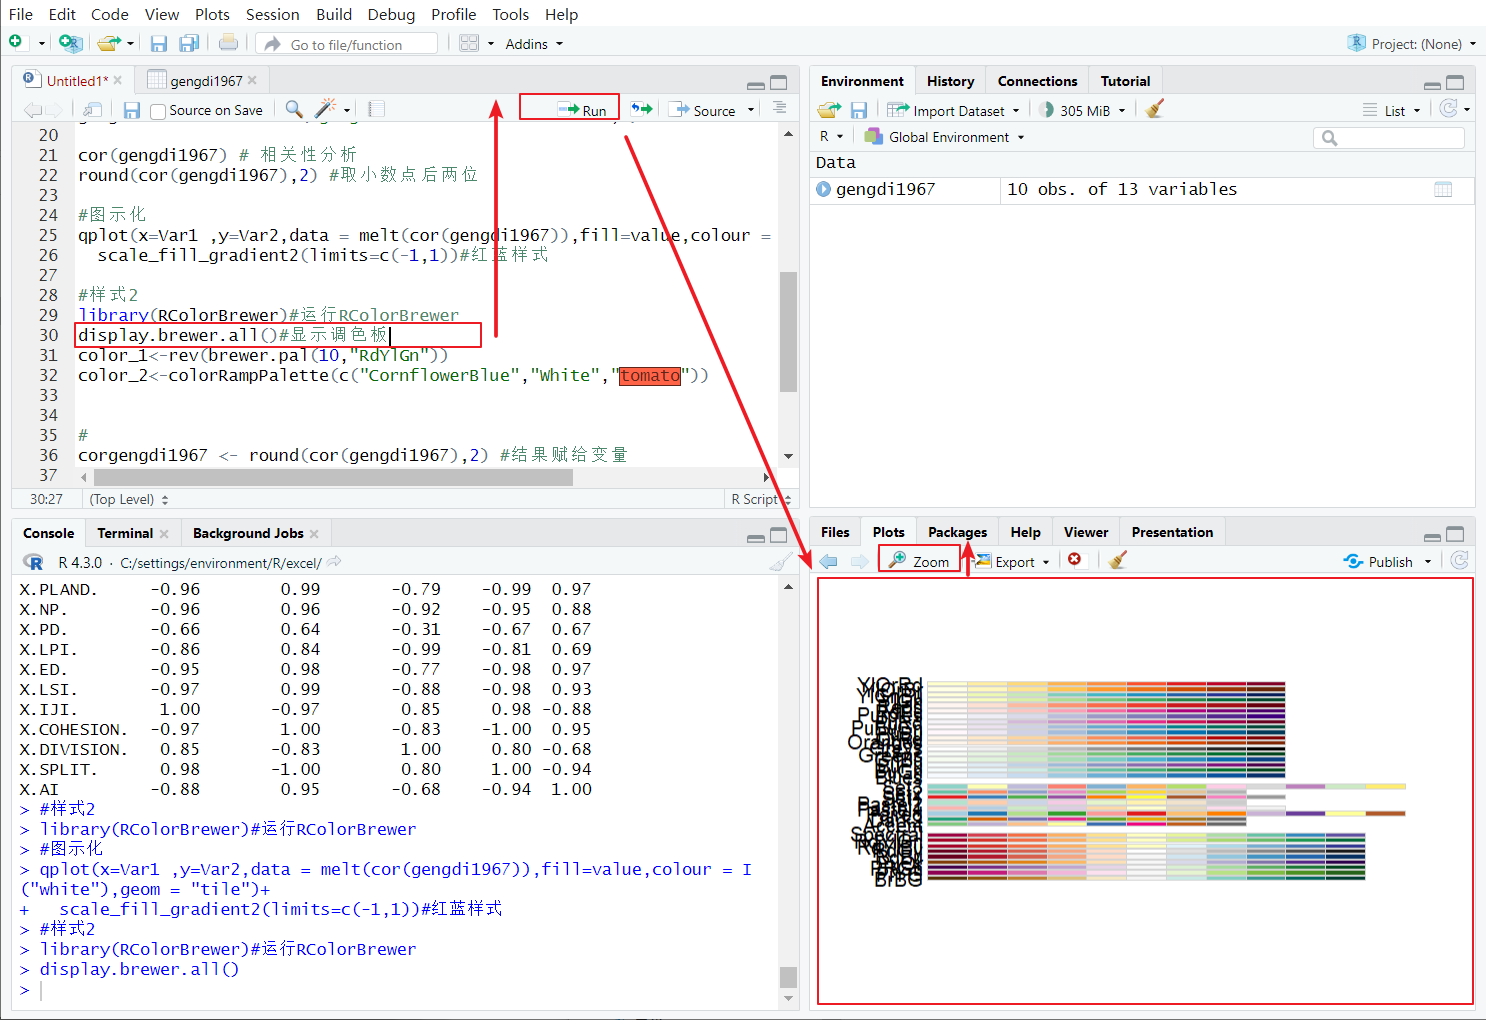 File Edit Code View Plots Session Build Debug Profile Tools Help
Go to file/function Addins Project: (None)
Untitled1* gengdi1967
Source on Save Run Source
20
21 cor(gengdi1967) # 相关性分析
22 round(cor(gengdi1967),2) #取小数点后两位
23
24 #图示化
25 qplot(x=Var1 ,y=Var2,data = melt(cor(gengdi1967)),fill=value,colour =
26 scale_fill_gradient2(limits=c(-1,1))#红蓝样式
27
28 #样式2
29 library(RColorBrewer)#运行RColorBrewer
30 display.brewer.all()#显示调色板
31 color_1<-rev(brewer.pal(10,"RdYlGn"))
32 color_2<-colorRampPalette(c("CornflowerBlue","White","tomato"))
33
34
35 #
36 corgengdi1967 <- round(cor(gengdi1967),2) #结果赋给变量
37
30:27 (Top Level) R Script
Console Terminal Background Jobs
R 4.3.0 · C:/settings/environment/R/excel/
X.PLAND. -0.96 0.99 -0.79 -0.99 0.97
X.NP. -0.96 0.96 -0.92 -0.95 0.88
X.PD. -0.66 0.64 -0.31 -0.67 0.67
X.LPI. -0.86 0.84 -0.99 -0.81 0.69
X.ED. -0.95 0.98 -0.77 -0.98 0.97
X.LSI. -0.97 0.99 -0.88 -0.98 0.93
X.IJI. 1.00 -0.97 0.85 0.98 -0.88
X.COHESION. -0.97 1.00 -0.83 -1.00 0.95
X.DIVISION. 0.85 -0.83 1.00 0.80 -0.68
X.SPLIT. 0.98 -1.00 0.80 1.00 -0.94
X.AI -0.88 0.95 -0.68 -0.94 1.00
> #样式2
> library(RColorBrewer)#运行RColorBrewer
> #图示化
> qplot(x=Var1 ,y=Var2,data = melt(cor(gengdi1967)),fill=value,colour = I
("white"),geom = "tile")+
+ scale_fill_gradient2(limits=c(-1,1))#红蓝样式
> #样式2
> library(RColorBrewer)#运行RColorBrewer
> display.brewer.all()
>
Environment History Connections Tutorial
Import Dataset 305 MiB List
R Global Environment
Data
gengdi1967 10 obs. of 13 variables
Files Plots Packages Help Viewer Presentation
Zoom Export Publish
YlOrRd
Blues
Spectral
BrBG